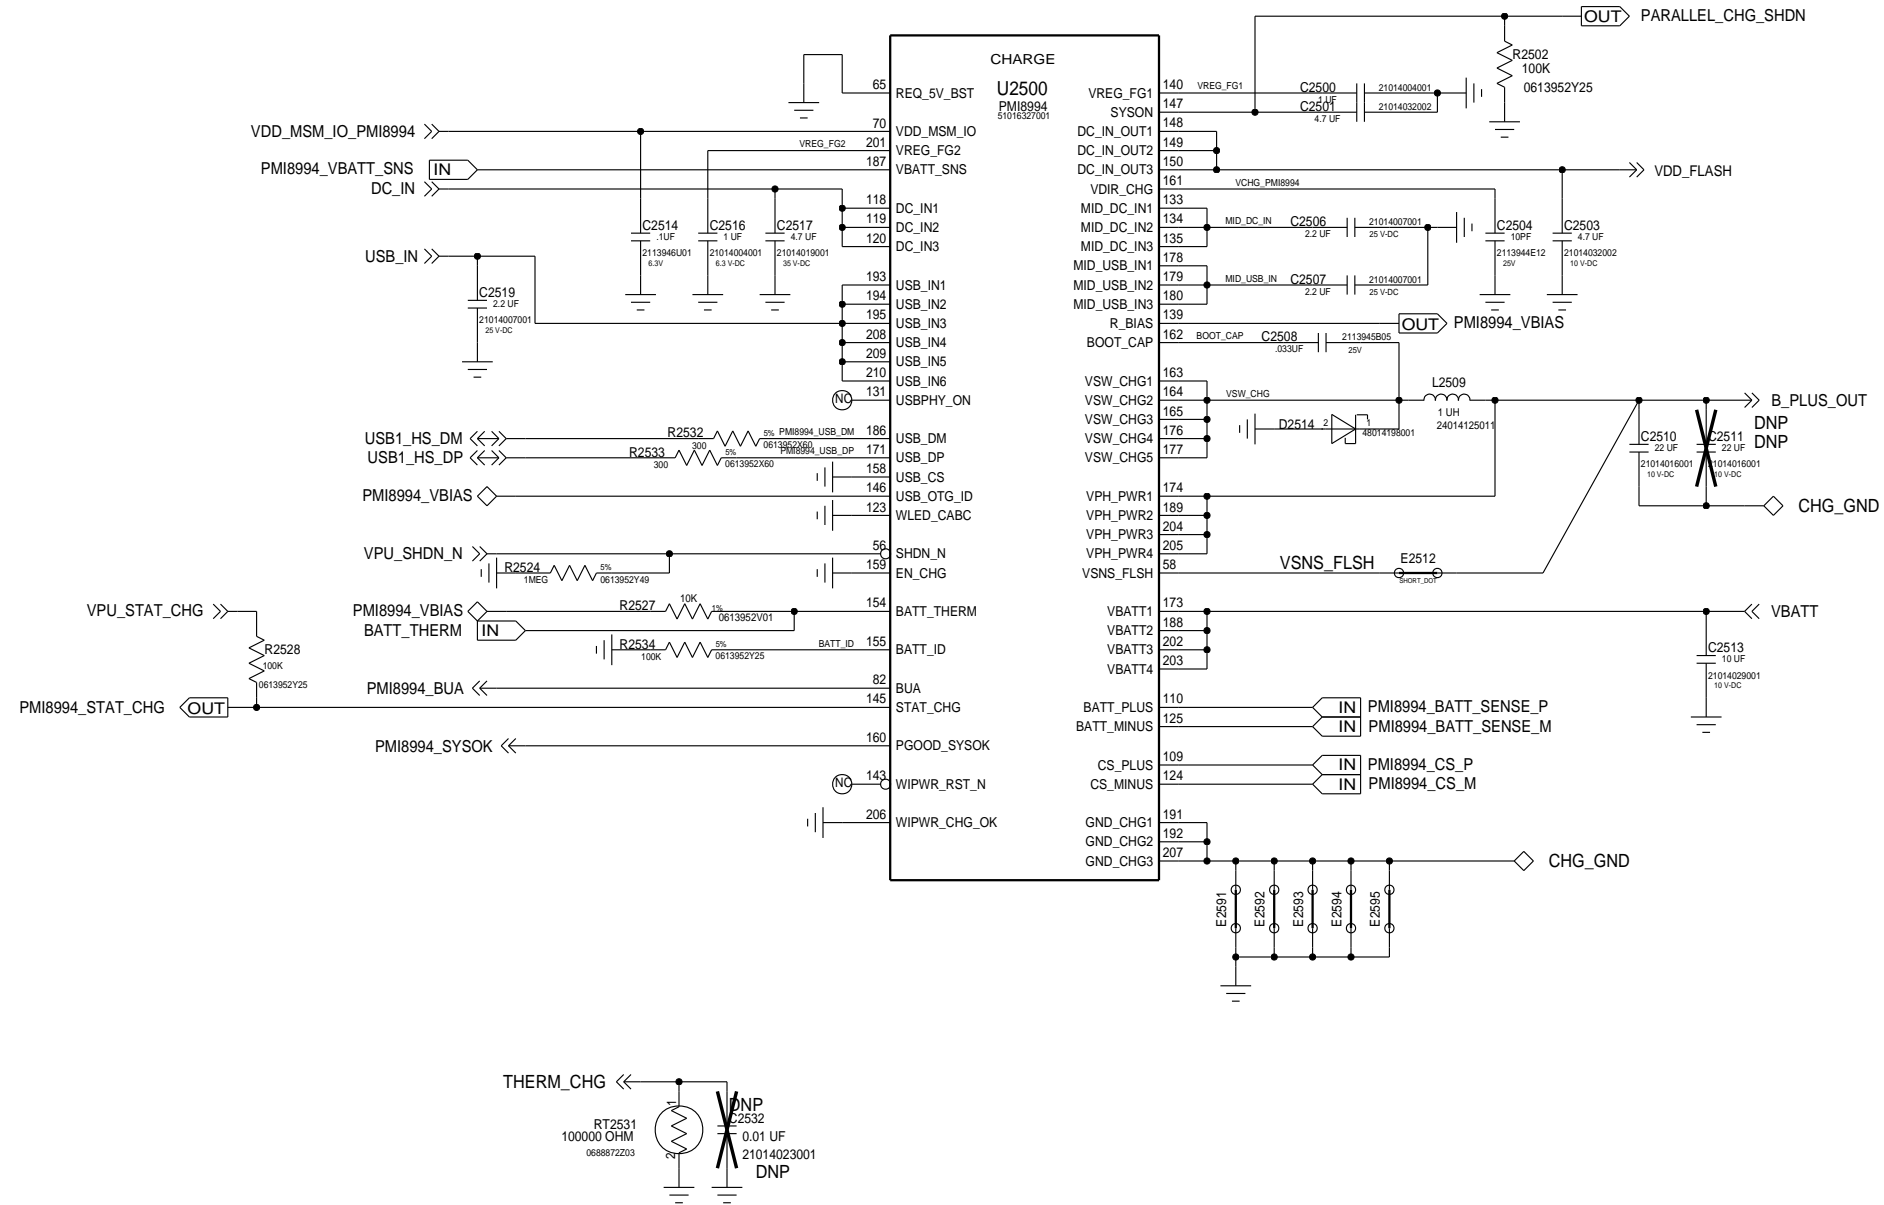 OUT PARALLEL_CHG_SHDN
R2502
100K
0613952Y25
CHARGE
U2500
PMI8994
51016327001
65 REQ_5V_BST
VDD_MSM_IO_PMI8994 70 VDD_MSM_IO
VREG_FG2 201 VREG_FG2
PMI8994_VBATT_SNS IN 187 VBATT_SNS
DC_IN
118 DC_IN1
119 DC_IN2
120 DC_IN3
C2514
.1UF
2113946U01
6.3V
C2516
1 UF
21014004001
6.3 V-DC
C2517
4.7 UF
21014019001
35 V-DC
USB_IN
C2519
2.2 UF
21014007001
25 V-DC
193 USB_IN1
194 USB_IN2
195 USB_IN3
208 USB_IN4
209 USB_IN5
210 USB_IN6
NC 131 USBPHY_ON
USB1_HS_DM R2532 300 5% 0613952X60 PMI8994_USB_DM 186 USB_DM
USB1_HS_DP R2533 300 5% 0613952X60 PMI8994_USB_DP 171 USB_DP
158 USB_CS
PMI8994_VBIAS 146 USB_OTG_ID
123 WLED_CABC
VPU_SHDN_N 56 SHDN_N
R2524 1MEG 5% 0613952Y49
159 EN_CHG
VPU_STAT_CHG
PMI8994_VBIAS R2527 10K 1% 0613952V01 154 BATT_THERM
BATT_THERM IN
R2534 100K 5% 0613952Y25 BATT_ID 155 BATT_ID
R2528
100K
0613952Y25
PMI8994_BUA 82 BUA
PMI8994_STAT_CHG OUT 145 STAT_CHG
PMI8994_SYSOK 160 PGOOD_SYSOK
NC 143 WIPWR_RST_N
206 WIPWR_CHG_OK
VREG_FG1 140 VREG_FG1 C2500 1 UF 21014004001
SYSON 147 C2501 4.7 UF 21014032002
DC_IN_OUT1 148
DC_IN_OUT2 149
DC_IN_OUT3 150 VDD_FLASH
VDIR_CHG 161 VCHG_PMI8994
MID_DC_IN1 133
MID_DC_IN2 134 MID_DC_IN C2506 2.2 UF 21014007001 25 V-DC
MID_DC_IN3 135
C2504
10PF
2113944E12
25V
C2503
4.7 UF
21014032002
10 V-DC
MID_USB_IN1 178
MID_USB_IN2 179 MID_USB_IN C2507 2.2 UF 21014007001 25 V-DC
MID_USB_IN3 180
R_BIAS 139 OUT PMI8994_VBIAS
BOOT_CAP 162 BOOT_CAP C2508 .033UF 2113945B05 25V
VSW_CHG1 163
VSW_CHG2 164 VSW_CHG
VSW_CHG3 165
VSW_CHG4 176
VSW_CHG5 177
L2509
1 UH
24014125011
D2514 2 1 48014198001
B_PLUS_OUT
C2510
22 UF
21014016001
10 V-DC
DNP
DNP
C2511
22 UF
21014016001
10 V-DC
CHG_GND
VPH_PWR1 174
VPH_PWR2 189
VPH_PWR3 204
VPH_PWR4 205
VSNS_FLSH 58 VSNS_FLSH E2512
SHORT_DOT
VBATT1 173 VBATT
VBATT2 188
VBATT3 202
VBATT4 203
C2513
10 UF
21014029001
10 V-DC
BATT_PLUS 110 IN PMI8994_BATT_SENSE_P
BATT_MINUS 125 IN PMI8994_BATT_SENSE_M
CS_PLUS 109 IN PMI8994_CS_P
CS_MINUS 124 IN PMI8994_CS_M
GND_CHG1 191
GND_CHG2 192
GND_CHG3 207 CHG_GND
E2591 E2592 E2593 E2594 E2595
THERM_CHG
RT2531
100000 OHM
0688872Z03
1
2
DNP
C2532
0.01 UF
21014023001
DNP